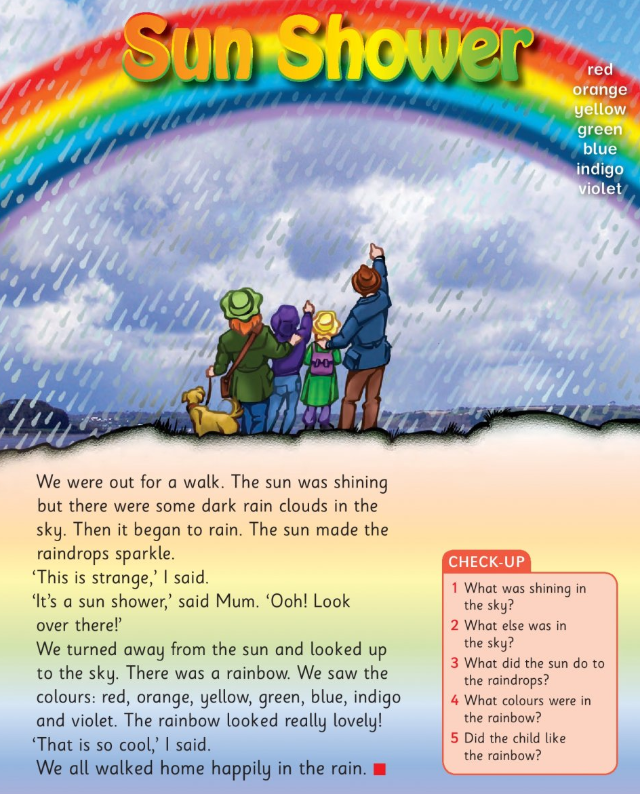 Sun Shower
red
orange
yellow
green
blue
indigo
violet
We were out for a walk. The sun was shining
but there were some dark rain clouds in the
sky. Then it began to rain. The sun made the
raindrops sparkle.
‘This is strange,’ I said.
‘It’s a sun shower,’ said Mum. ‘Ooh! Look
over there!’
We turned away from the sun and looked up
to the sky. There was a rainbow. We saw the
colours: red, orange, yellow, green, blue, indigo
and violet. The rainbow looked really lovely!
‘That is so cool,’ I said.
We all walked home happily in the rain.
CHECK-UP
1 What was shining in
the sky?
2 What else was in
the sky?
3 What did the sun do to
the raindrops?
4 What colours were in
the rainbow?
5 Did the child like
the rainbow?